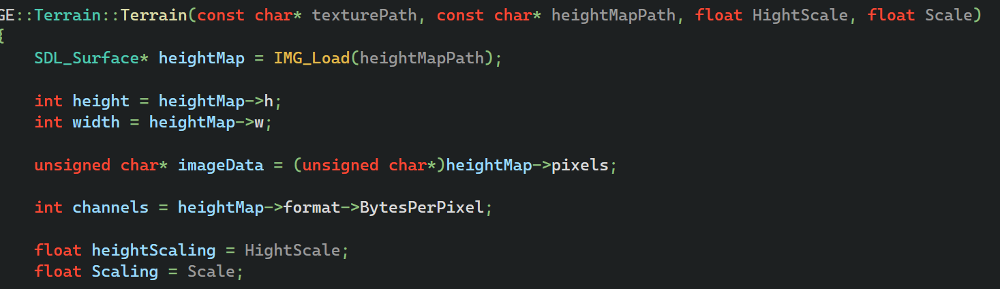 GE::Terrain::Terrain(const char* texturePath, const char* heightMapPath, float HightScale, float Scale)
{
SDL_Surface* heightMap = IMG_Load(heightMapPath);
int height = heightMap->h;
int width = heightMap->w;
unsigned char* imageData = (unsigned char*)heightMap->pixels;
int channels = heightMap->format->BytesPerPixel;
float heightScaling = HightScale;
float Scaling = Scale;